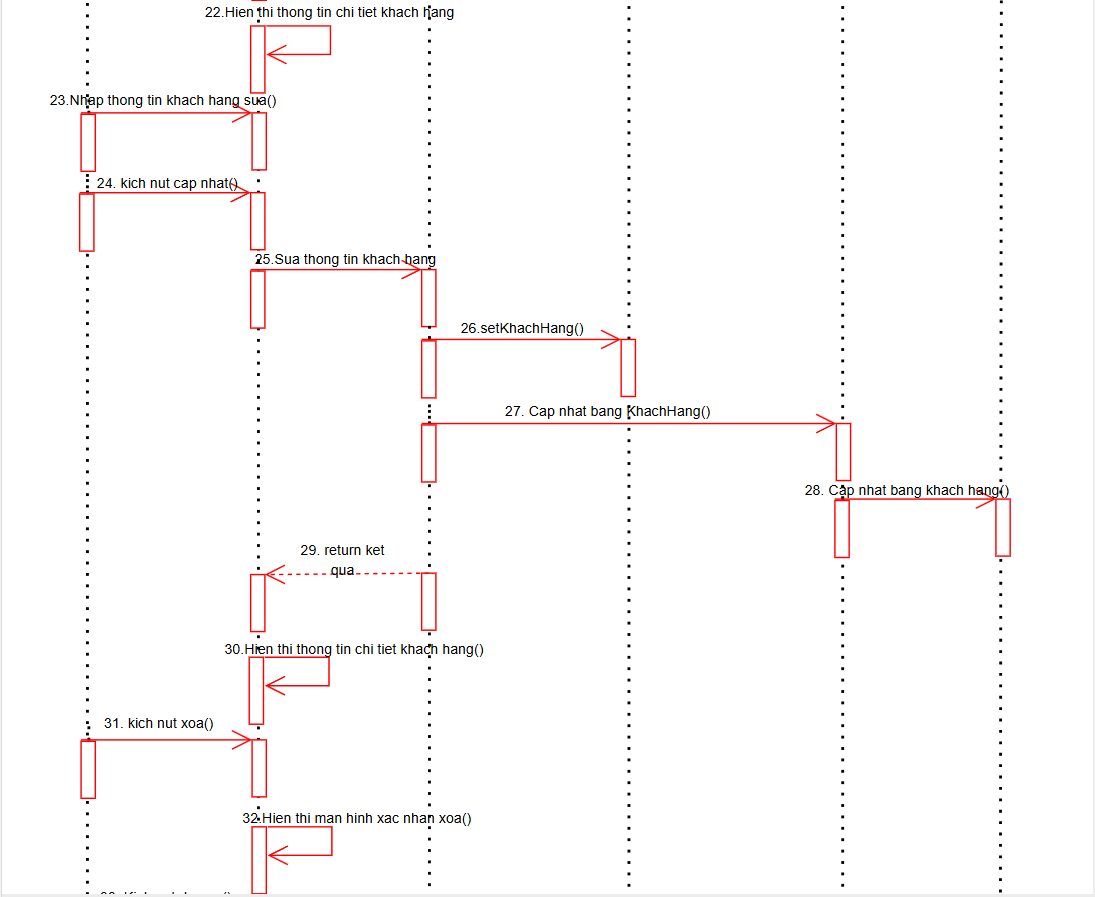 22.Hien thi thong tin chi tiet khach hang
23.Nhap thong tin khach hang sua()
24. kich nut cap nhat()
25.Sua thong tin khach hang
26.setKhachHang()
27. Cap nhat bang KhachHang()
28. Cap nhat bang khach hang()
29. return ket
qua
30.Hien thi thong tin chi tiet khach hang()
31. kich nut xoa()
32.Hien thi man hinh xac nhan xoa()